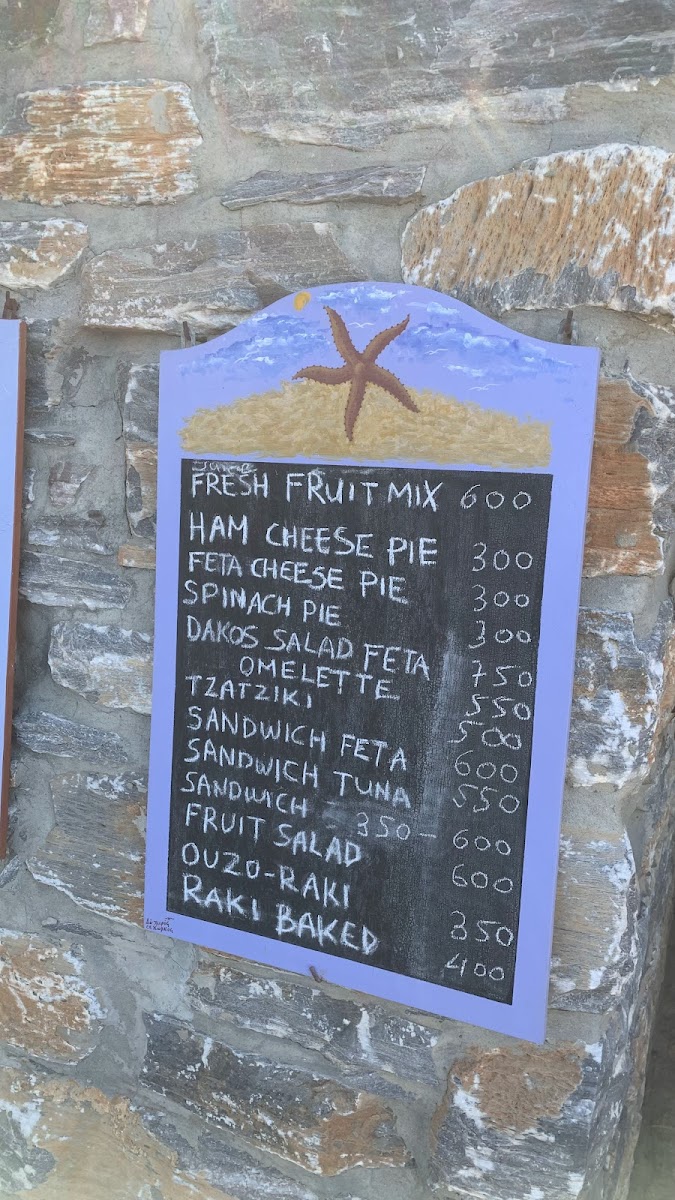 FRESH FRUIT MIX 600
HAM CHEESE PIE 300
FETA CHEESE PIE 300
SPINACH PIE 300
DAKOS SALAD FETA 750
OMELETTE 550
TZATZIKI 500
SANDWICH FETA 600
SANDWICH TUNA 550
SANDWICH - 350 - 600
FRUIT SALAD 600
OUZO-RAKI 350
RAKI BAKED 400